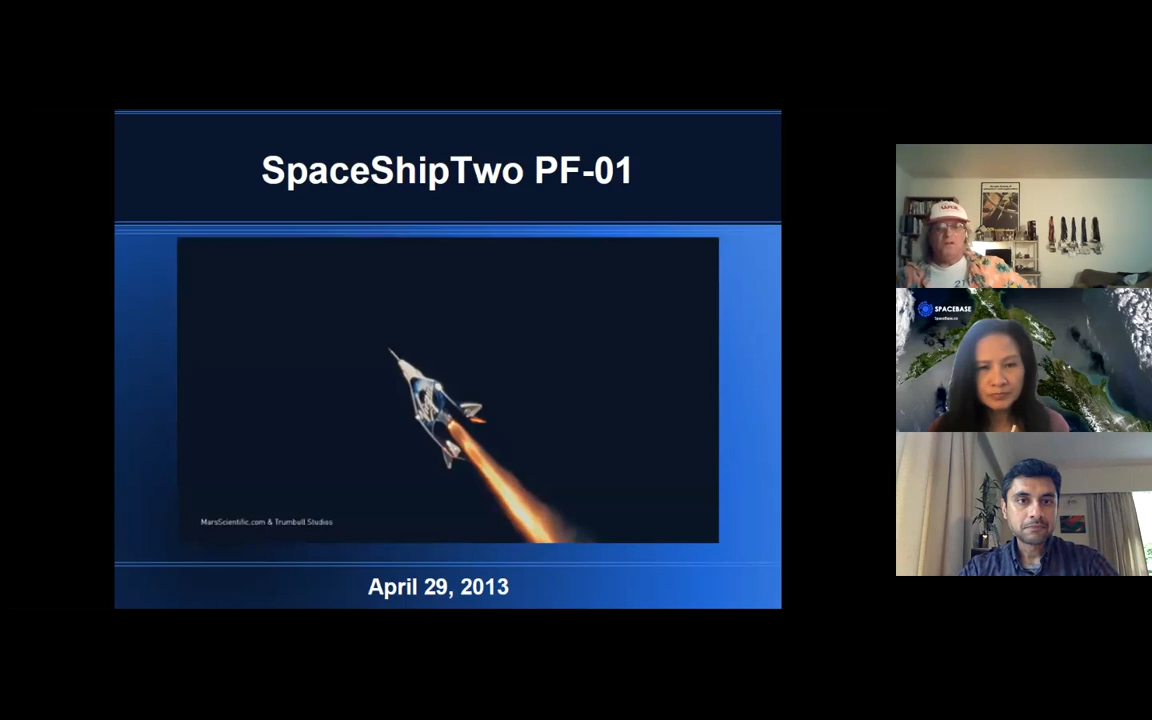 SpaceShipTwo PF-01
MarsScientific.com & Trumbull Studios
April 29, 2013
SPACEBASE